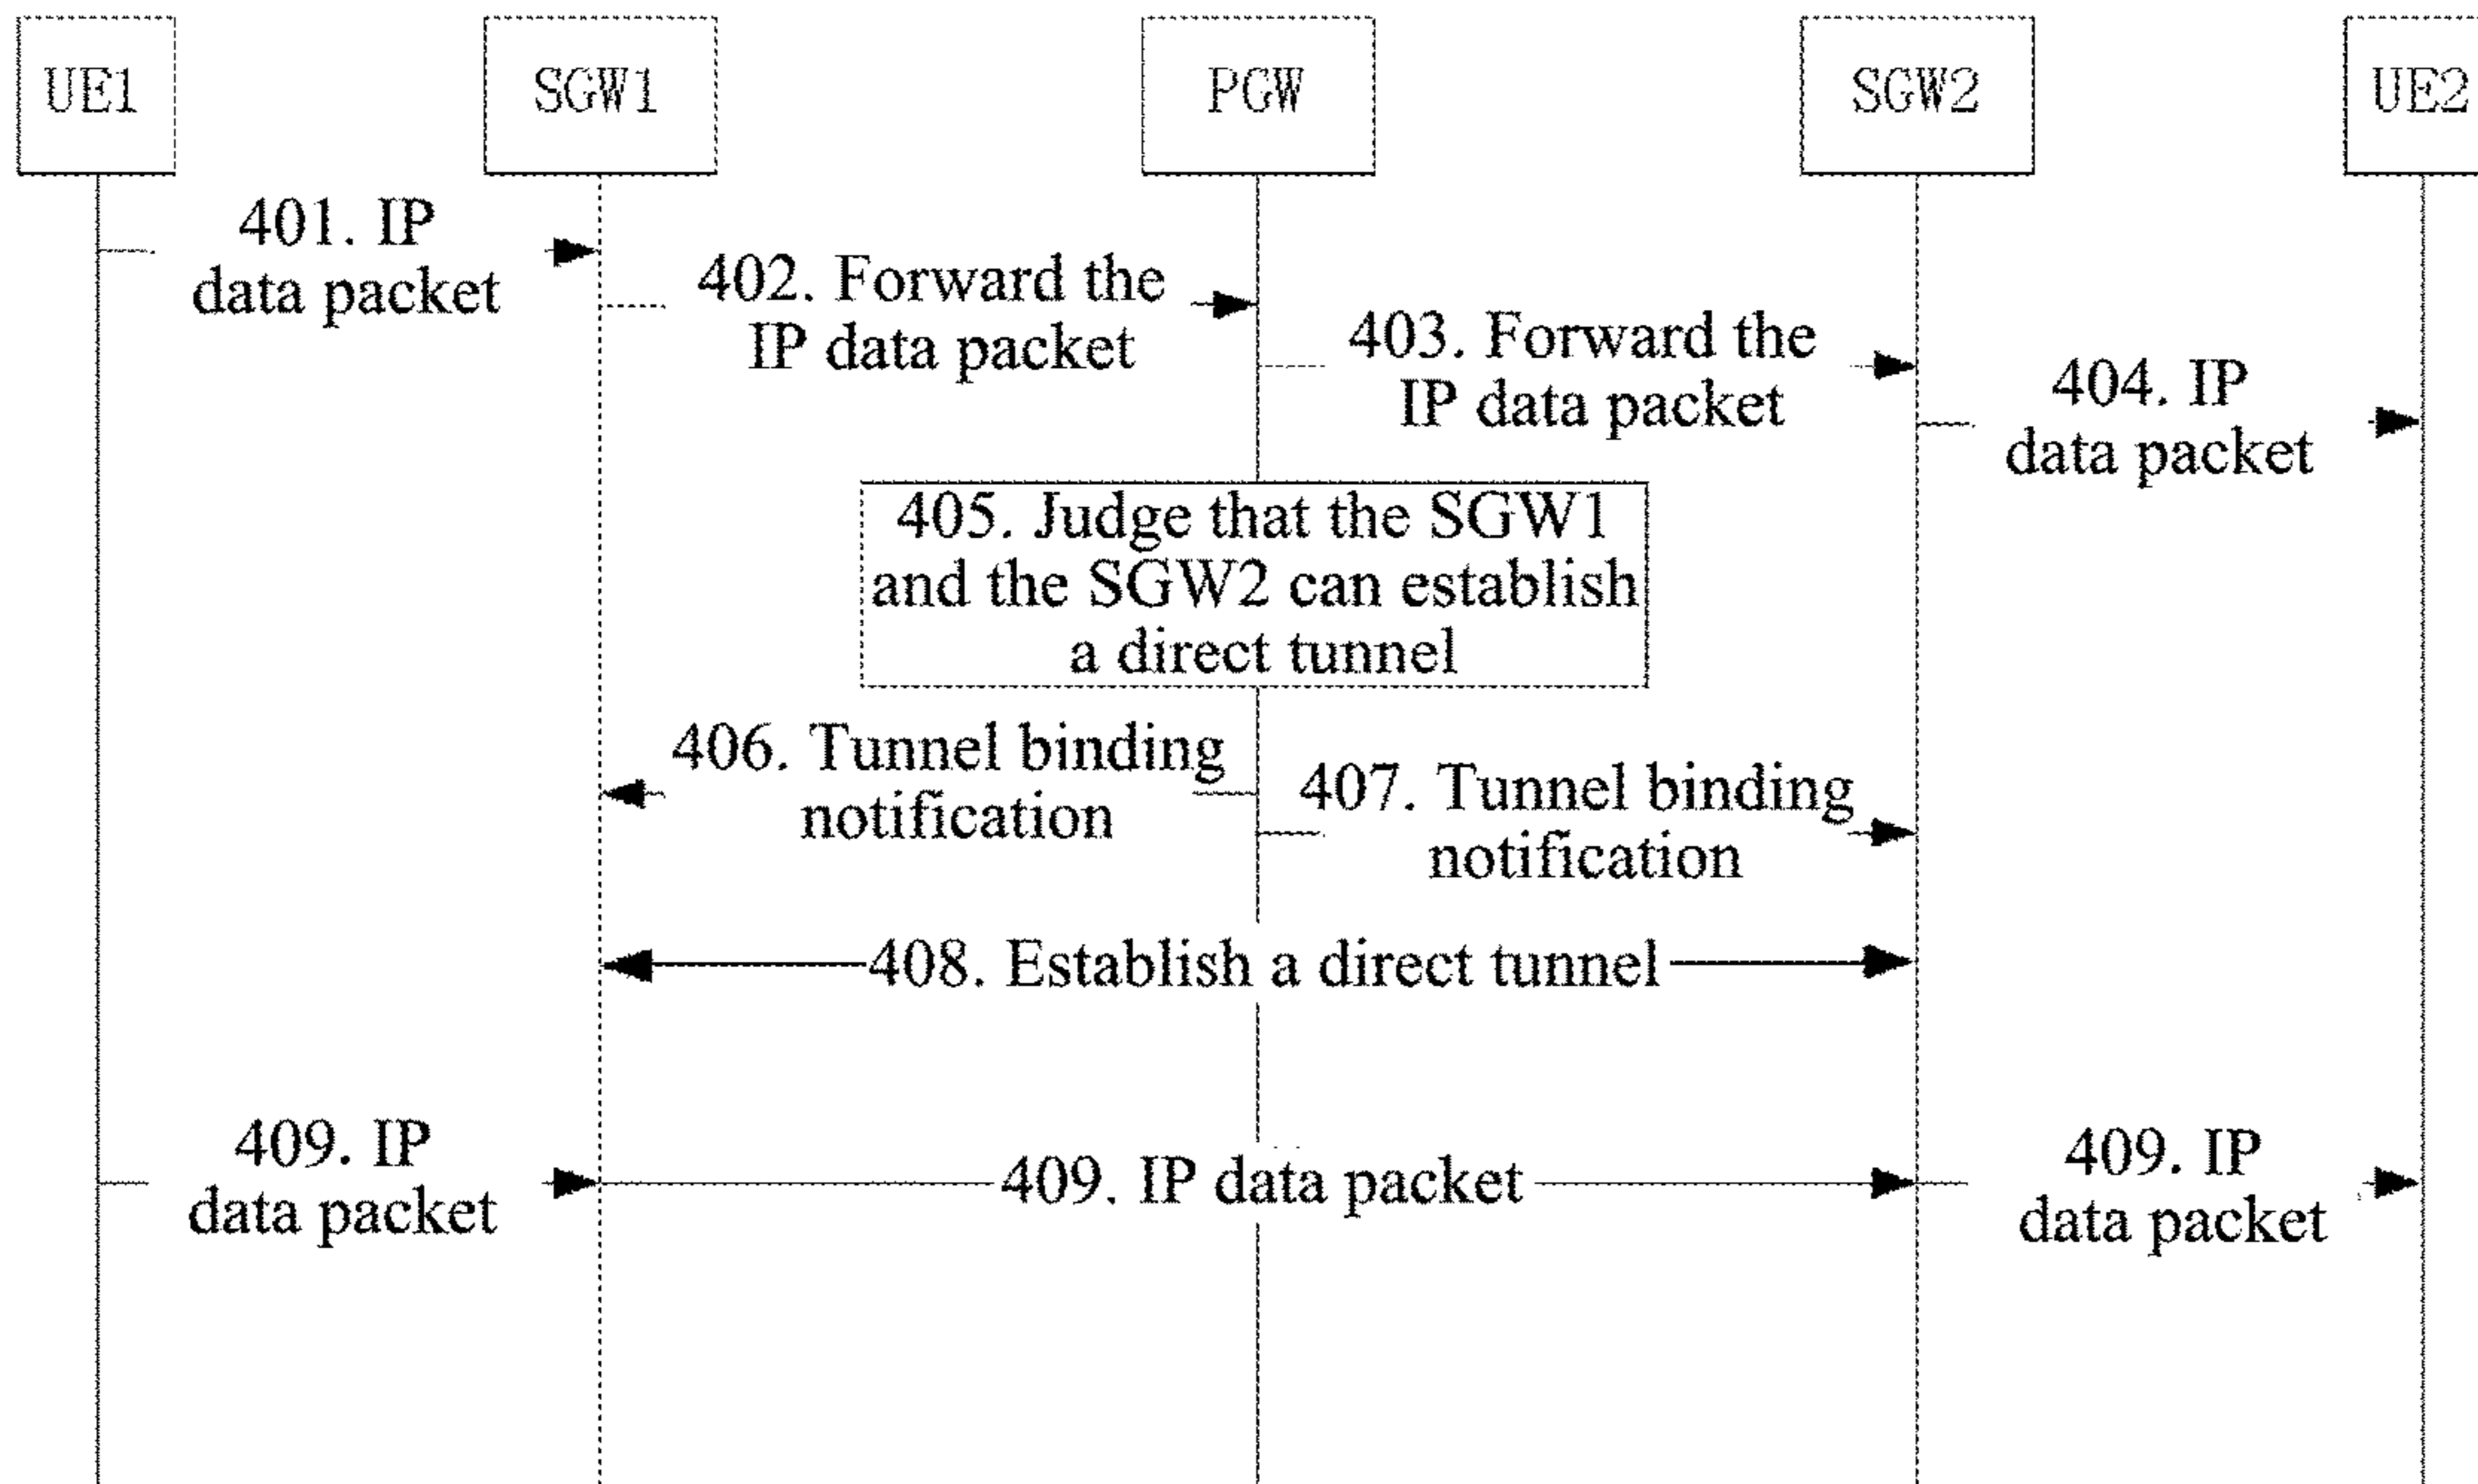 UE1
SGW1
PGW
SGW2
UE2
401. IP
data packet
402. Forward the
IP data packet
403. Forward the
IP data packet
404. IP
data packet
405. Judge that the SGW1
and the SGW2 can establish
a direct tunnel
406. Tunnel binding
notification
407. Tunnel binding
notification
408. Establish a direct tunnel
409. IP
data packet
409. IP data packet
409. IP
data packet